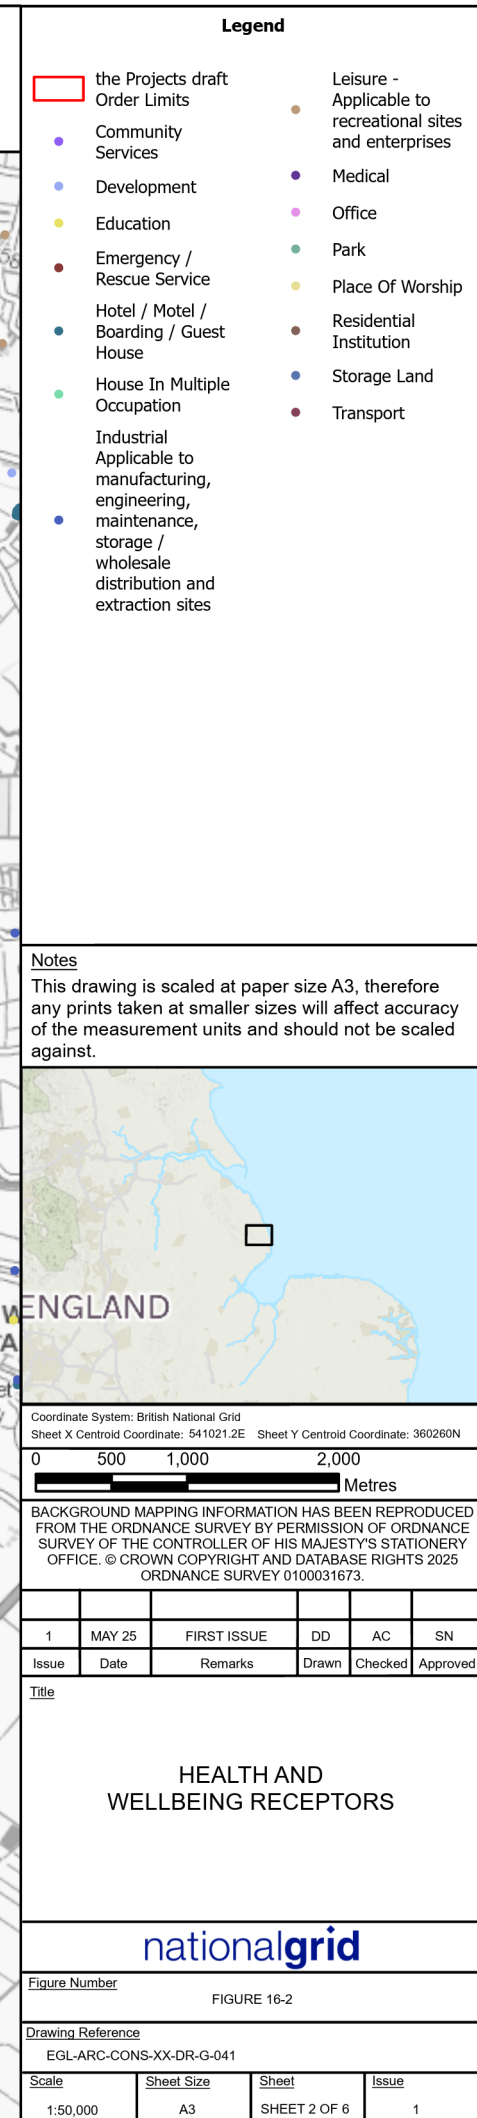 Legend
the Projects draft
Order Limits
Community
Services
Development
Education
Emergency /
Rescue Service
Hotel / Motel /
Boarding / Guest
House
House In Multiple
Occupation
Industrial
Applicable to
manufacturing,
engineering,
maintenance,
storage /
wholesale
distribution and
extraction sites
Leisure -
Applicable to
recreational sites
and enterprises
Medical
Office
Park
Place Of Worship
Residential
Institution
Storage Land
Transport
Notes
This drawing is scaled at paper size A3, therefore
any prints taken at smaller sizes will affect accuracy
of the measurement units and should not be scaled
against.
ENGLAND
Coordinate System: British National Grid
Sheet X Centroid Coordinate: 541021.2E Sheet Y Centroid Coordinate: 360260N
0 500 1,000 2,000
Metres
BACKGROUND MAPPING INFORMATION HAS BEEN REPRODUCED
FROM THE ORDNANCE SURVEY BY PERMISSION OF ORDNANCE
SURVEY OF THE CONTROLLER OF HIS MAJESTY'S STATIONERY
OFFICE. © CROWN COPYRIGHT AND DATABASE RIGHTS 2025
ORDNANCE SURVEY 0100031673.
1 MAY 25 FIRST ISSUE DD AC SN
Issue Date Remarks Drawn Checked Approved
Title
HEALTH AND
WELLBEING RECEPTORS
nationalgrid
Figure Number
FIGURE 16-2
Drawing Reference
EGL-ARC-CONS-XX-DR-G-041
Scale Sheet Size Sheet Issue
1:50,000 A3 SHEET 2 OF 6 1